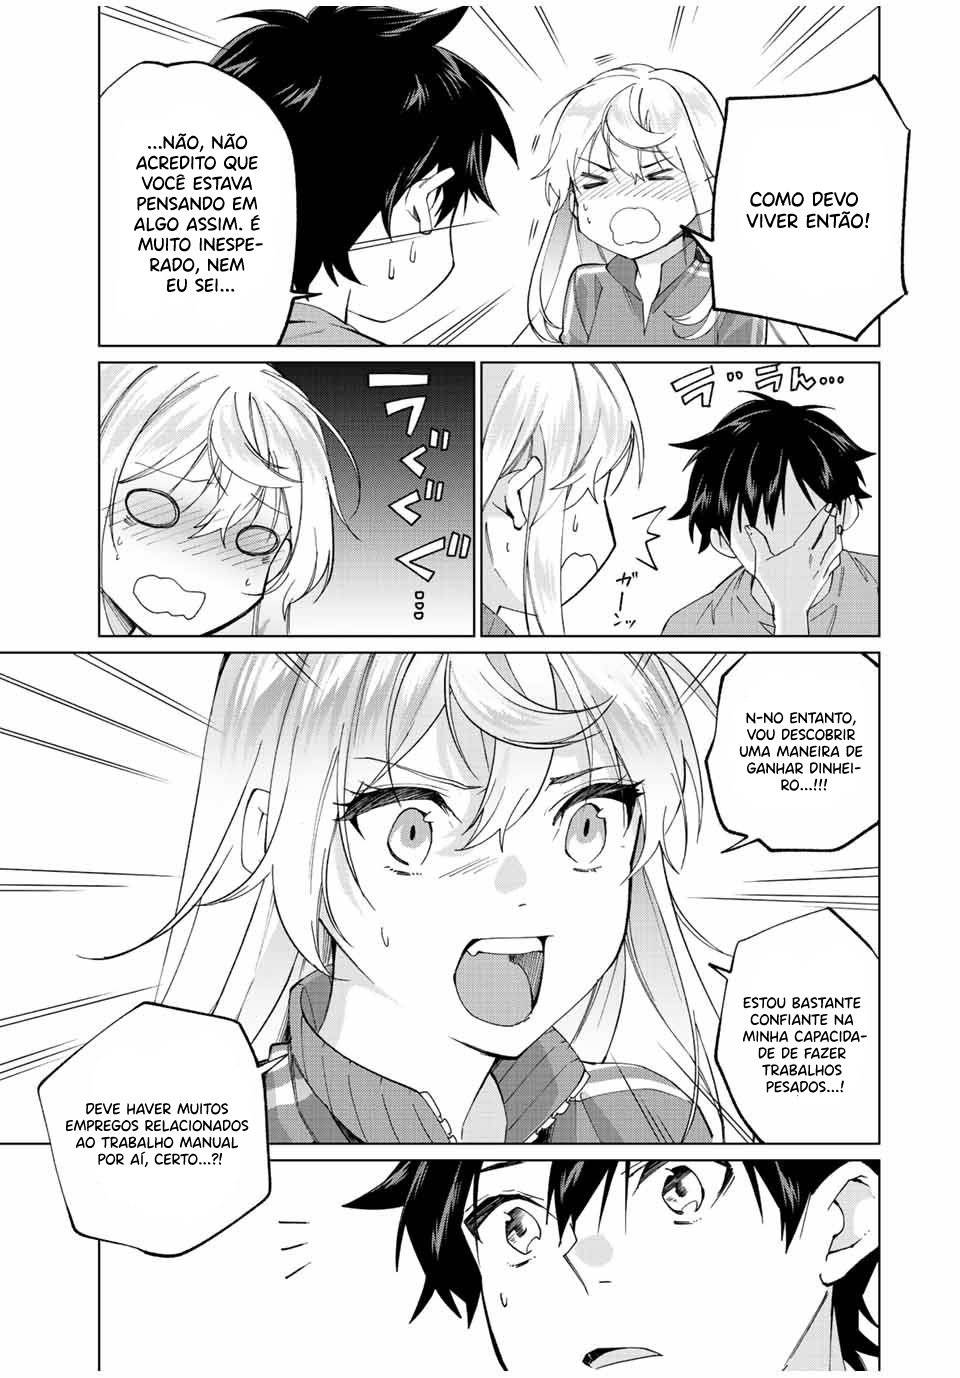 COMO DEVO
VIVER ENTÃO!
...NÃO, NÃO
ACREDITO QUE
VOCÊ ESTAVA
PENSANDO EM
ALGO ASSIM. É
MUITO INESPE-
RADO, NEM
EU SEI...
ラッラん...
ガーーン
うぐぐぐ...
N-NO ENTANTO,
VOU DESCOBRIR
UMA MANEIRA DE
GANHAR DINHEI-
RO...!!!
ESTOU BASTANTE
CONFIANTE NA
MINHA CAPACIDA-
DE DE FAZER
TRABALHOS
PESADOS...!
DEVE HAVER MUITOS
EMPREGOS RELACIONADOS
AO TRABALHO MANUAL
POR AÍ, CERTO...?!